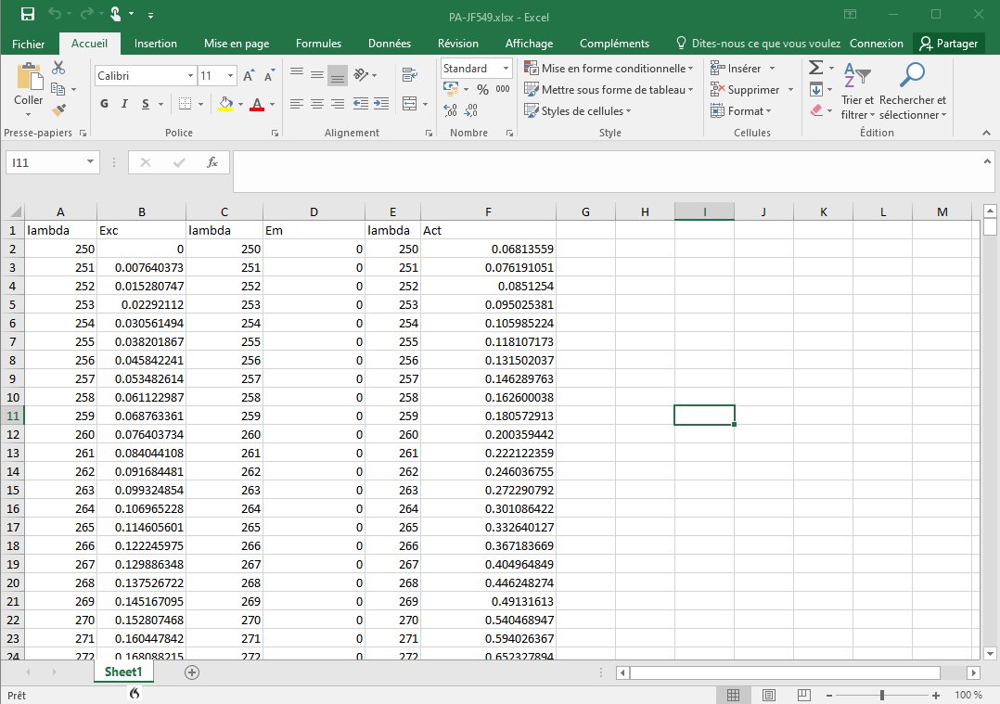 PA-JF549.xlsx - Excel
Fichier Accueil Insertion Mise en page Formules Données Révision Affichage Compléments Dites-nous ce que vous voulez Connexion Partager
Calibri 11 Standard Mise en forme conditionnelle Insérer Σ
Coller G I S A % 000 Mettre sous forme de tableau Supprimer Trier et filtrer Rechercher et sélectionner
Styles de cellules Format
Presse-papiers Police Alignement Nombre Style Cellules Édition
I11 fx
A B C D E F G H I J K L M
1 lambda Exc lambda Em lambda Act
2 250 0 250 0 250 0.06813559
3 251 0.007640373 251 0 251 0.076191051
4 252 0.015280747 252 0 252 0.0851254
5 253 0.02292112 253 0 253 0.095025381
6 254 0.030561494 254 0 254 0.105985224
7 255 0.038201867 255 0 255 0.118107173
8 256 0.045842241 256 0 256 0.131502037
9 257 0.053482614 257 0 257 0.146289763
10 258 0.061122987 258 0 258 0.162600038
11 259 0.068763361 259 0 259 0.180572913
12 260 0.076403734 260 0 260 0.200359442
13 261 0.084044108 261 0 261 0.222122359
14 262 0.091684481 262 0 262 0.246036755
15 263 0.099324854 263 0 263 0.272290792
16 264 0.106965228 264 0 264 0.301086422
17 265 0.114605601 265 0 265 0.332640127
18 266 0.122245975 266 0 266 0.367183669
19 267 0.129886348 267 0 267 0.404964849
20 268 0.137526722 268 0 268 0.446248274
21 269 0.145167095 269 0 269 0.49131613
22 270 0.152807468 270 0 270 0.540468947
23 271 0.160447842 271 0 271 0.594026367
24 272 0.168088215 272 0 272 0.652327894
Sheet1
Prêt 100 %